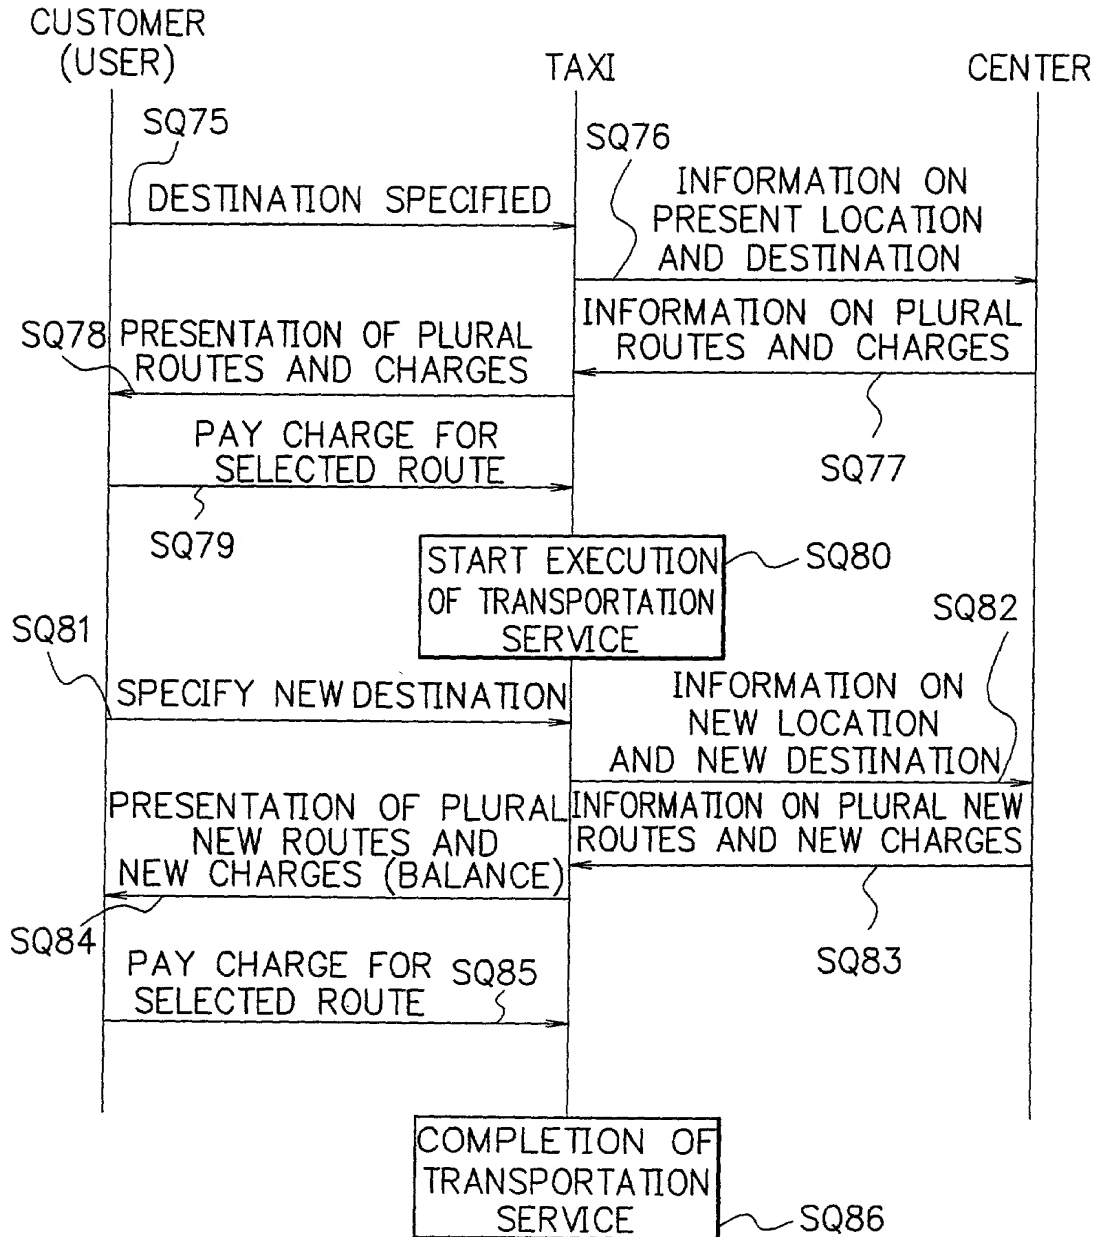 CUSTOMER
(USER)
TAXI
CENTER
SQ75
DESTINATION SPECIFIED
SQ76
INFORMATION ON
PRESENT LOCATION
AND DESTINATION
SQ78
PRESENTATION OF PLURAL
ROUTES AND CHARGES
INFORMATION ON PLURAL
ROUTES AND CHARGES
SQ77
PAY CHARGE FOR
SELECTED ROUTE
SQ79
START EXECUTION
OF TRANSPORTATION
SERVICE
SQ80
SQ81
SPECIFY NEW DESTINATION
SQ82
INFORMATION ON
NEW LOCATION
AND NEW DESTINATION
PRESENTATION OF PLURAL
NEW ROUTES AND
NEW CHARGES (BALANCE)
INFORMATION ON PLURAL NEW
ROUTES AND NEW CHARGES
SQ84
SQ83
PAY CHARGE FOR
SELECTED ROUTE
SQ85
COMPLETION OF
TRANSPORTATION
SERVICE
SQ86